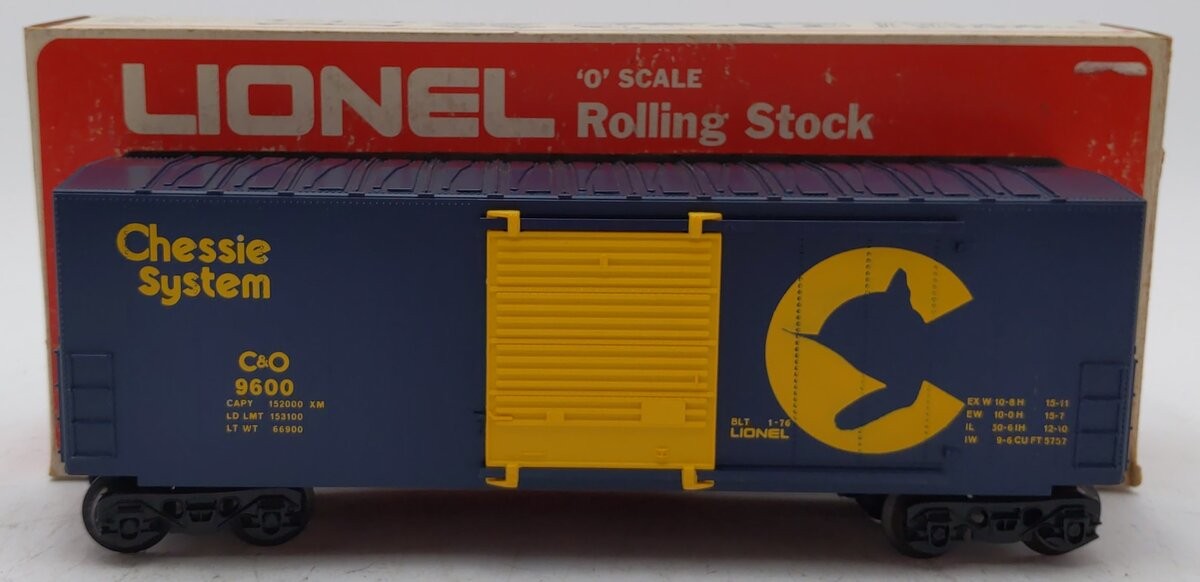 LIONEL
'O' SCALE
Rolling Stock
Chessie
System
C&O
9600
CAPY 152000 XM
LD LMT 153100
LT WT 66900
BLT 1-76
LIONEL
EX W 10-8 H 15-11
EW 10-0 H 15-7
IL 50-6 IH 12-10
IW 9-6 CU FT 5757